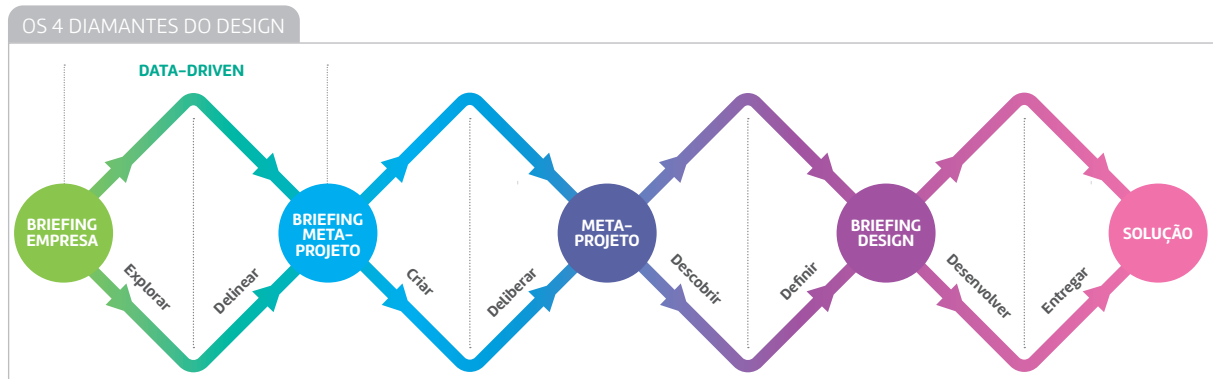 OS 4 DIAMANTES DO DESIGN
DATA-DRIVEN
BRIEFING
EMPRESA
BRIEFING
META-
PROJETO
META-
PROJETO
BRIEFING
DESIGN
SOLUÇÃO
Explorar
Delinear
Criar
Deliberar
Descobrir
Definir
Desenvolver
Entregar